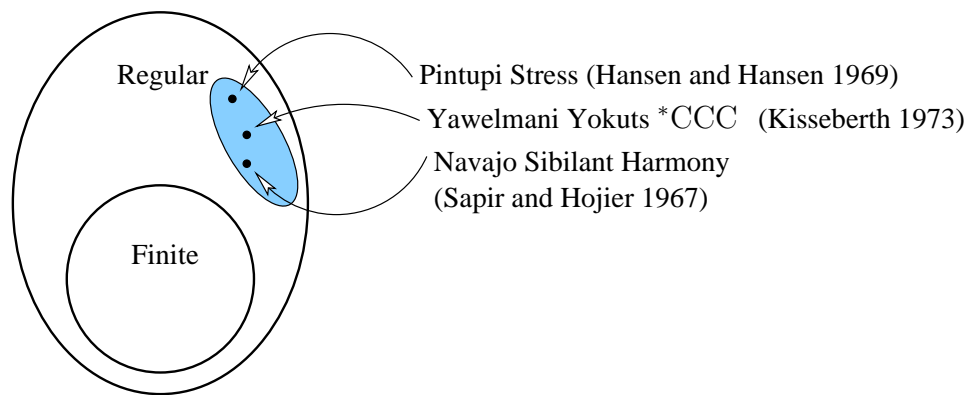 Regular
Pintupi Stress (Hansen and Hansen 1969)
Yawelmani Yokuts *CCC (Kisseberth 1973)
Navajo Sibilant Harmony
(Sapir and Hojier 1967)
Finite